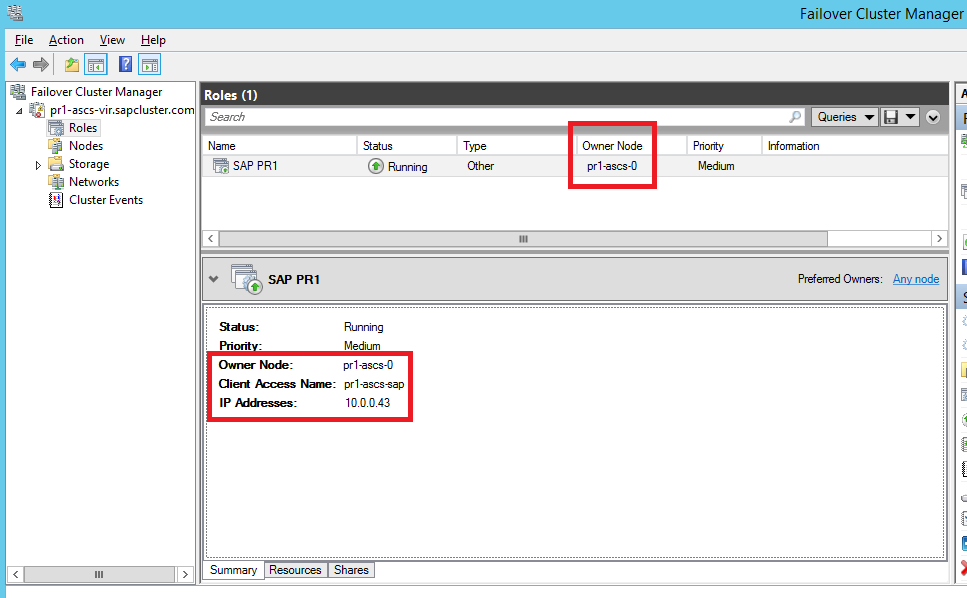 Failover Cluster Manager
File Action View Help
Failover Cluster Manager
pr1-ascs-vir.sapcluster.com
Roles
Nodes
Storage
Networks
Cluster Events
Roles (1)
Search
Queries
Name Status Type Owner Node Priority Information
SAP PR1 Running Other pr1-ascs-0 Medium
SAP PR1 Preferred Owners: Any node
Status: Running
Priority: Medium
Owner Node: pr1-ascs-0
Client Access Name: pr1-ascs-sap
IP Addresses: 10.0.0.43
Summary Resources Shares